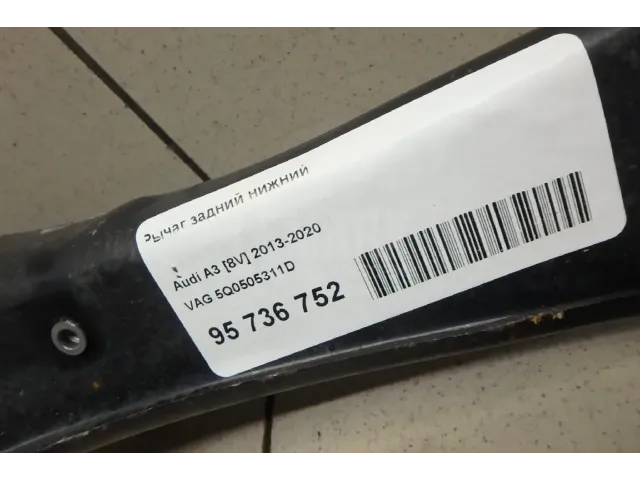 Рычаг задний нижний
Audi A3 [8V] 2013-2020
VAG 5Q0505311D
95 736 752